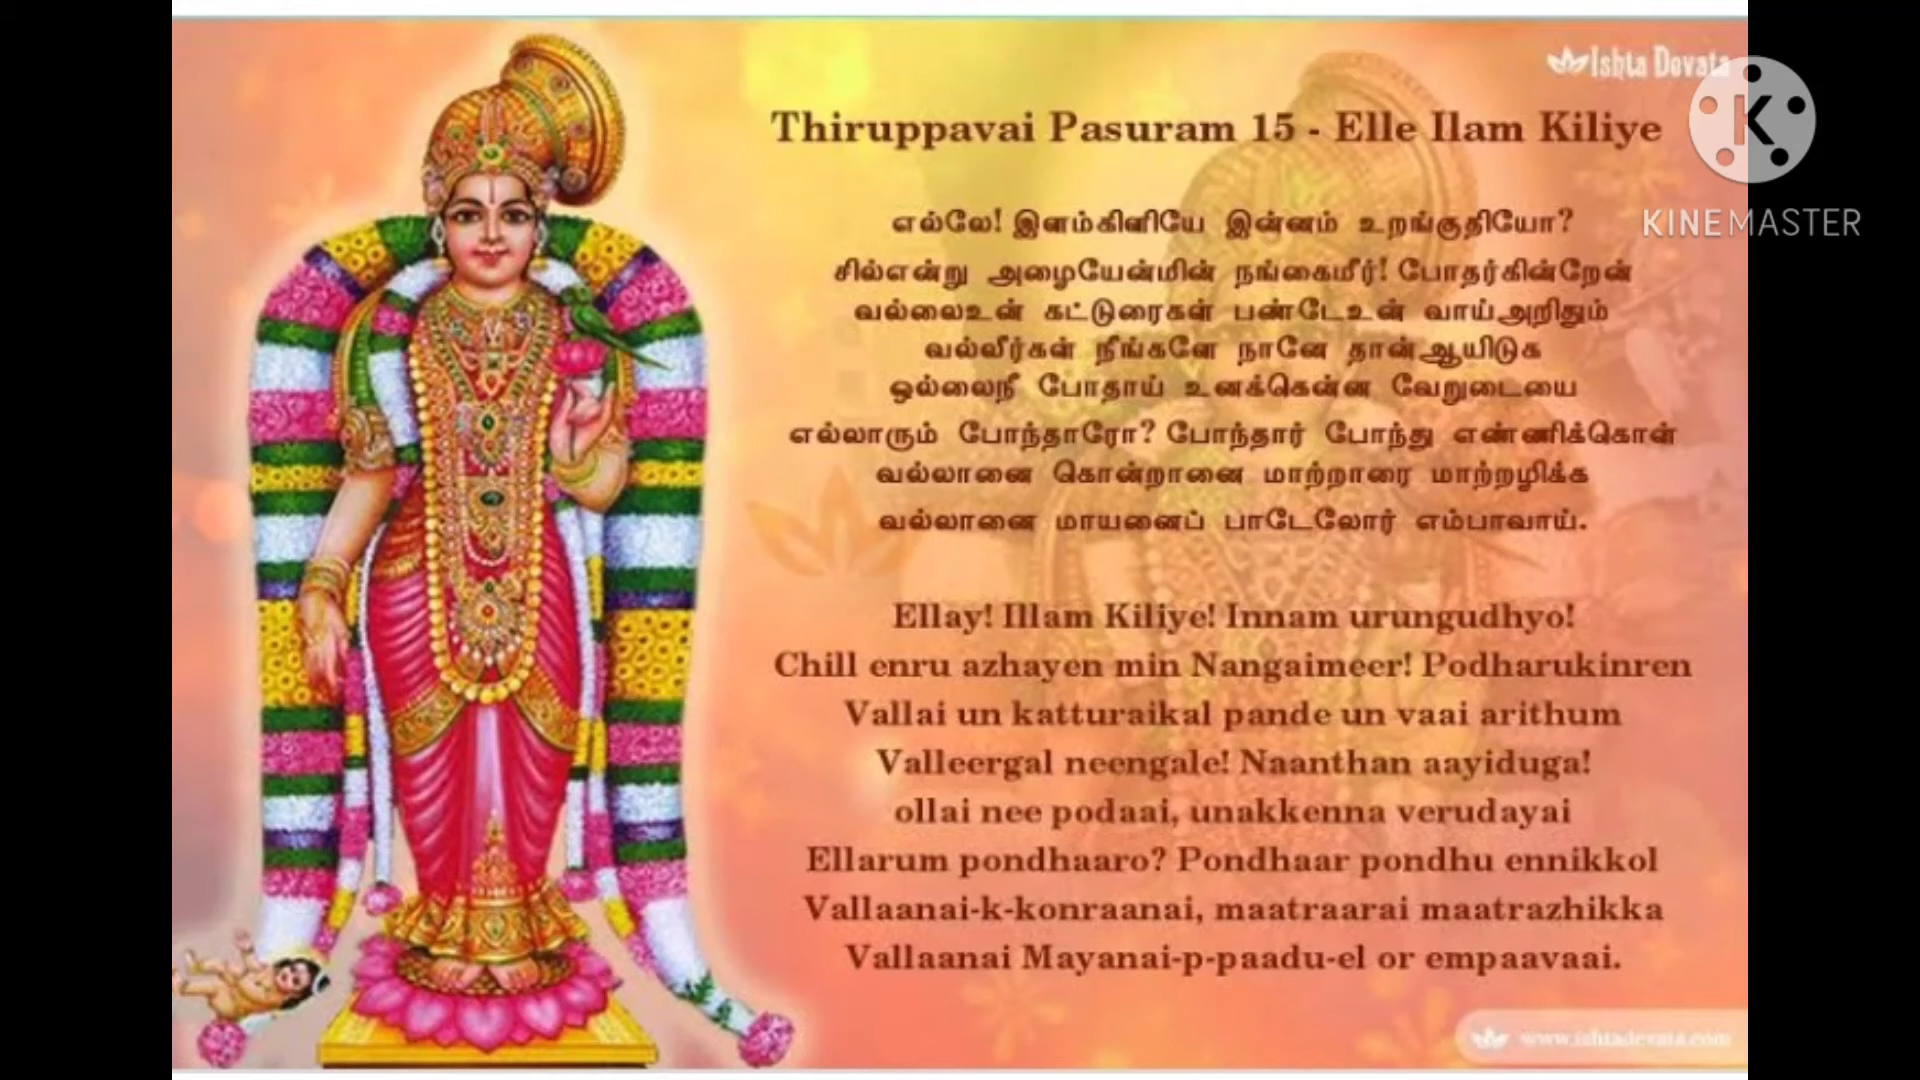 Ishta Devata
Thiruppavai Pasuram 15 - Elle Ilam Kiliye
K
KINEMASTER
எல்லே! இளம்கிளியே இன்னம் உறங்குதியோ?
சில்என்று அழையேன்மின் நங்கைமீர்! போதர்கின்றேன்
வல்லைஉன் கட்டுரைகள் பண்டேஉன் வாய்அறிதும்
வல்லீர்கள் நீங்களே நானே தான்ஆயிடுக
ஒல்லைநீ போதாய் உனக்கென்ன வேறுடையை
எல்லாரும் போந்தாரோ? போந்தார் போந்து எண்ணிக்கொள்
வல்லானை கொன்றானை மாற்றாரை மாற்றழிக்க
வல்லானை மாயனைப் பாடேலோர் எம்பாவாய்.
Ellay! Illam Kiliye! Innam urungudhyo!
Chill enru azhayen min Nangaimeer! Podharukinren
Vallai un katturaikal pande un vaai arithum
Valleergal neengale! Naanthan aayiduga!
ollai nee podaai, unakkenna verudayai
Ellarum pondhaaro? Pondhaar pondhu ennikkol
Vallaanai-k-konraanai, maatraarai maatrazhikka
Vallaanai Mayanai-p-paadu-el or empaavaai.
www.ishtadevata.com